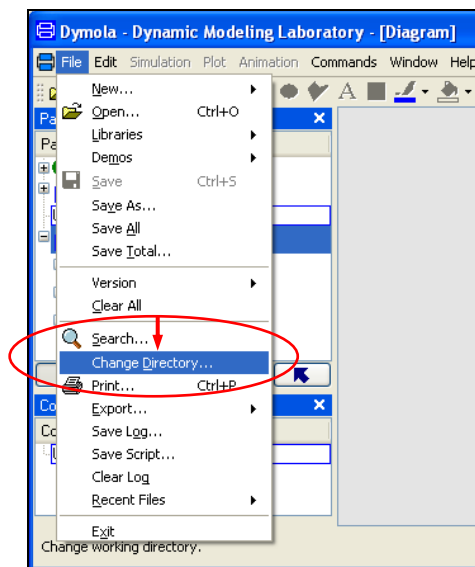 Dymola - Dynamic Modeling Laboratory - [Diagram]
File Edit Simulation Plot Animation Commands Window Help
New...
Open... Ctrl+O
Libraries
Demos
Save Ctrl+S
Save As...
Save All
Save Total...
Version
Clear All
Search...
Change Directory...
Print... Ctrl+P
Export...
Save Log...
Save Script...
Clear Log
Recent Files
Exit
Change working directory.